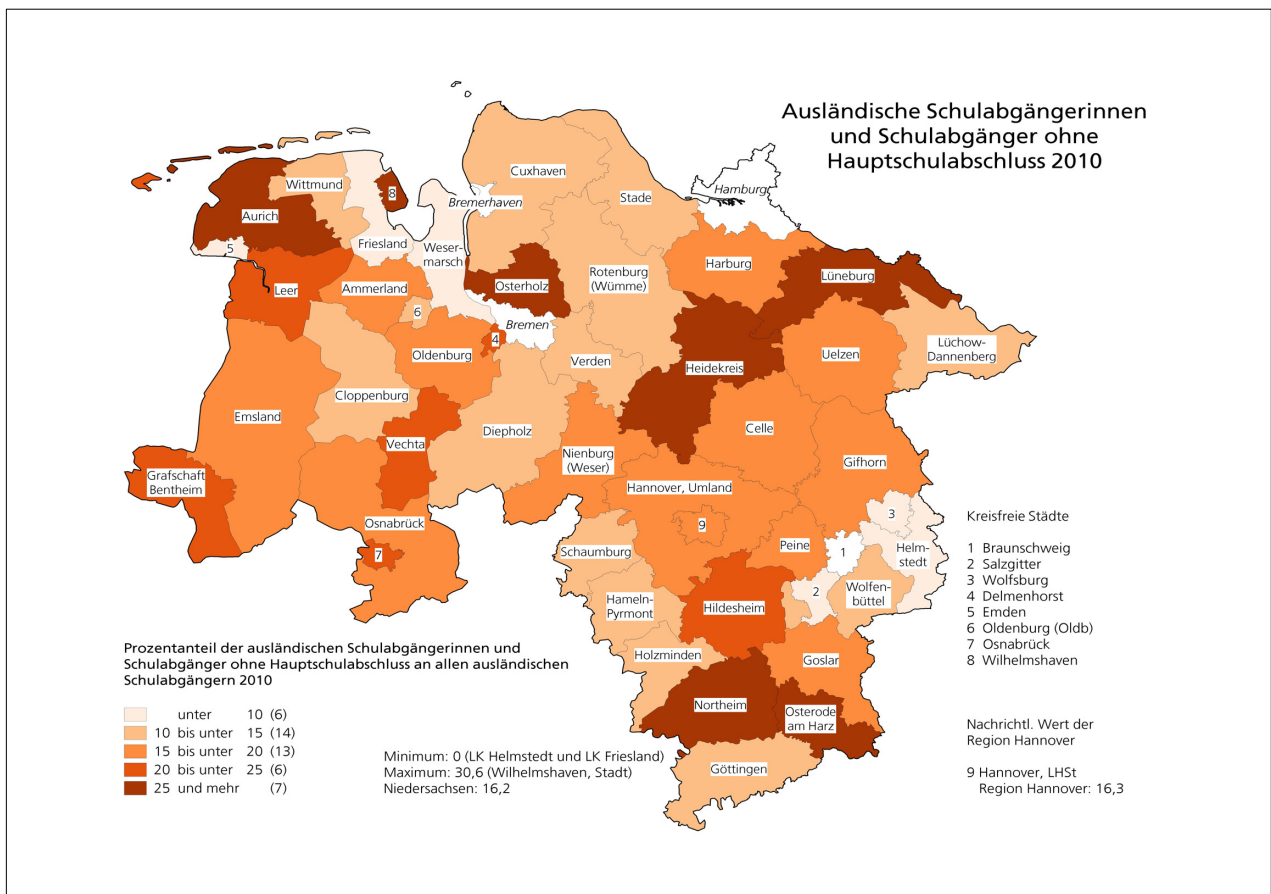 Ausländische Schulabgängerinnen
und Schulabgänger ohne
Hauptschulabschluss 2010
Cuxhaven
Wittmund
Stade
Hamburg
8
Bremerhaven
Aurich
5
Friesland
Weser-
marsch
Harburg
Lüneburg
Rotenburg
(Wümme)
Leer
Ammerland
Osterholz
6
Bremen
4
Oldenburg
Verden
Heidekreis
Uelzen
Lüchow-
Dannenberg
Cloppenburg
Emsland
Vechta
Diepholz
Celle
Nienburg
(Weser)
Gifhorn
Grafschaft
Bentheim
Hannover, Umland
Osnabrück
9
3
7
Schaumburg
Peine
1
Helm-
stedt
2
Wolfen-
büttel
Hameln-
Pyrmont
Hildesheim
Holzminden
Goslar
Northeim
Osterode
am Harz
Göttingen
Kreisfreie Städte
1 Braunschweig
2 Salzgitter
3 Wolfsburg
4 Delmenhorst
5 Emden
6 Oldenburg (Oldb)
7 Osnabrück
8 Wilhelmshaven
Nachrichtl. Wert der
Region Hannover
9 Hannover, LHSt
Region Hannover: 16,3
Prozentanteil der ausländischen Schulabgängerinnen und
Schulabgänger ohne Hauptschulabschluss an allen ausländischen
Schulabgängern 2010
unter 10 (6)
10 bis unter 15 (14)
15 bis unter 20 (13)
20 bis unter 25 (6)
25 und mehr (7)
Minimum: 0 (LK Helmstedt und LK Friesland)
Maximum: 30,6 (Wilhelmshaven, Stadt)
Niedersachsen: 16,2